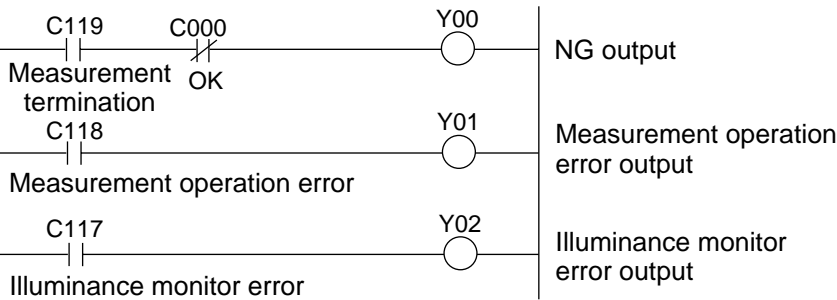 C119 C000 Y00
NG output
Measurement OK
termination
C118 Y01
Measurement operation
error output
Measurement operation error
C117 Y02
Illuminance monitor
error output
Illuminance monitor error